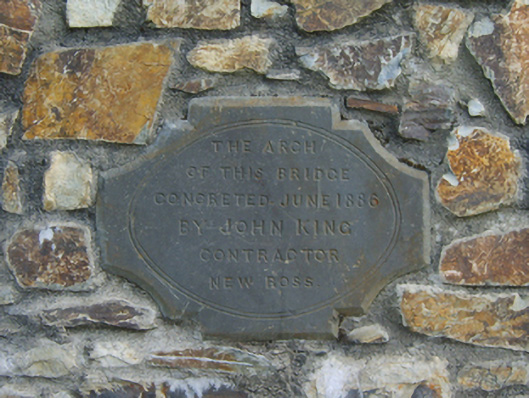 THE ARCH
OF THIS BRIDGE
CONCRETED JUNE 1886
BY JOHN KING
CONTRACTOR
NEW ROSS